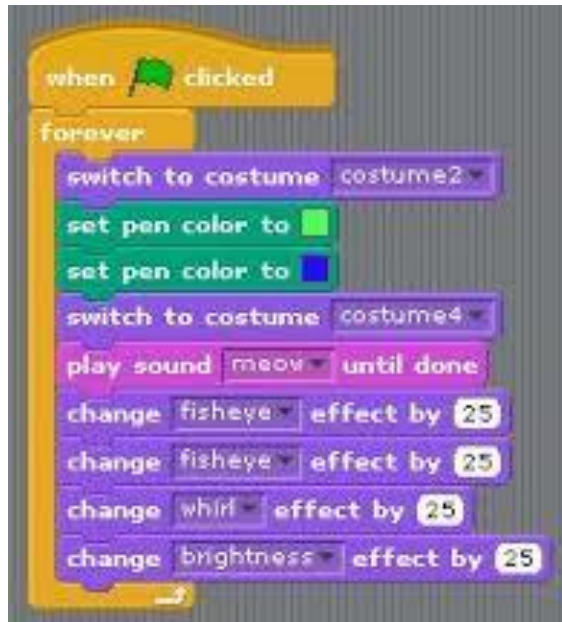 when clicked
forever
switch to costume costume2
set pen color to
set pen color to
switch to costume costume4
play sound meow until done
change fisheye effect by 25
change fisheye effect by 25
change whirl effect by 25
change brightness effect by 25